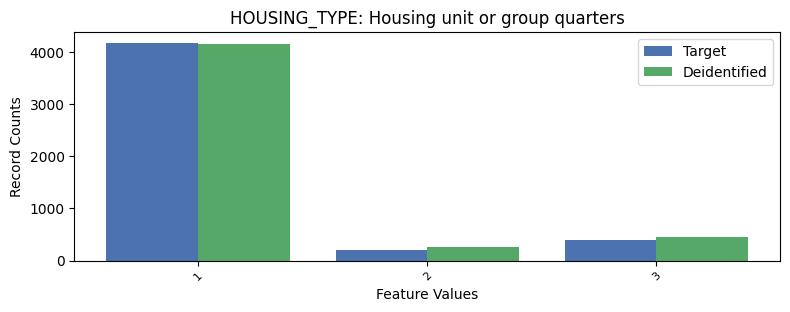 HOUSING_TYPE: Housing unit or group quarters
Target
Deidentified
Record Counts
4000
3000
2000
1000
0
1
2
3
Feature Values